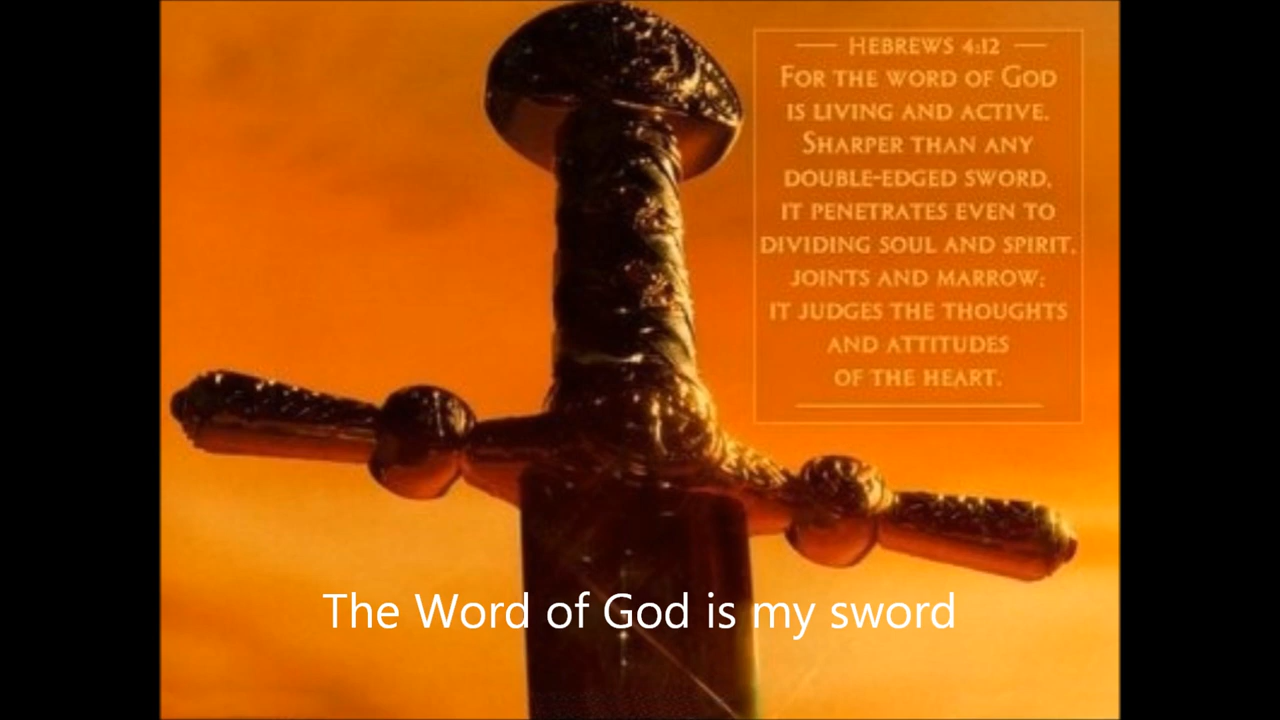 HEBREWS 4:12
FOR THE WORD OF GOD
IS LIVING AND ACTIVE.
SHARPER THAN ANY
DOUBLE-EDGED SWORD,
IT PENETRATES EVEN TO
DIVIDING SOUL AND SPIRIT,
JOINTS AND MARROW;
IT JUDGES THE THOUGHTS
AND ATTITUDES
OF THE HEART.
The Word of God is my sword